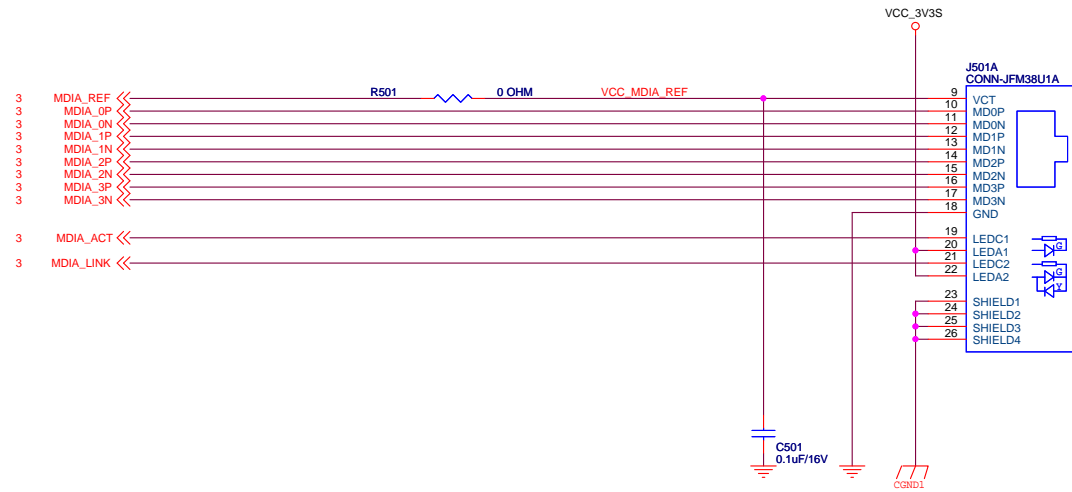 VCC_3V3S
J501A
CONN-JFM38U1A
3 MDIA_REF R501 0 OHM VCC_MDIA_REF 9 VCT
3 MDIA_0P 10 MD0P
3 MDIA_0N 11 MD0N
3 MDIA_1P 12 MD1P
3 MDIA_1N 13 MD1N
3 MDIA_2P 14 MD2P
3 MDIA_2N 15 MD2N
3 MDIA_3P 16 MD3P
3 MDIA_3N 17 MD3N
18 GND
3 MDIA_ACT 19 LEDC1
20 LEDA1 G
3 MDIA_LINK 21 LEDC2
22 LEDA2 G
Y
23 SHIELD1
24 SHIELD2
25 SHIELD3
26 SHIELD4
C501
0.1uF/16V
CGND1